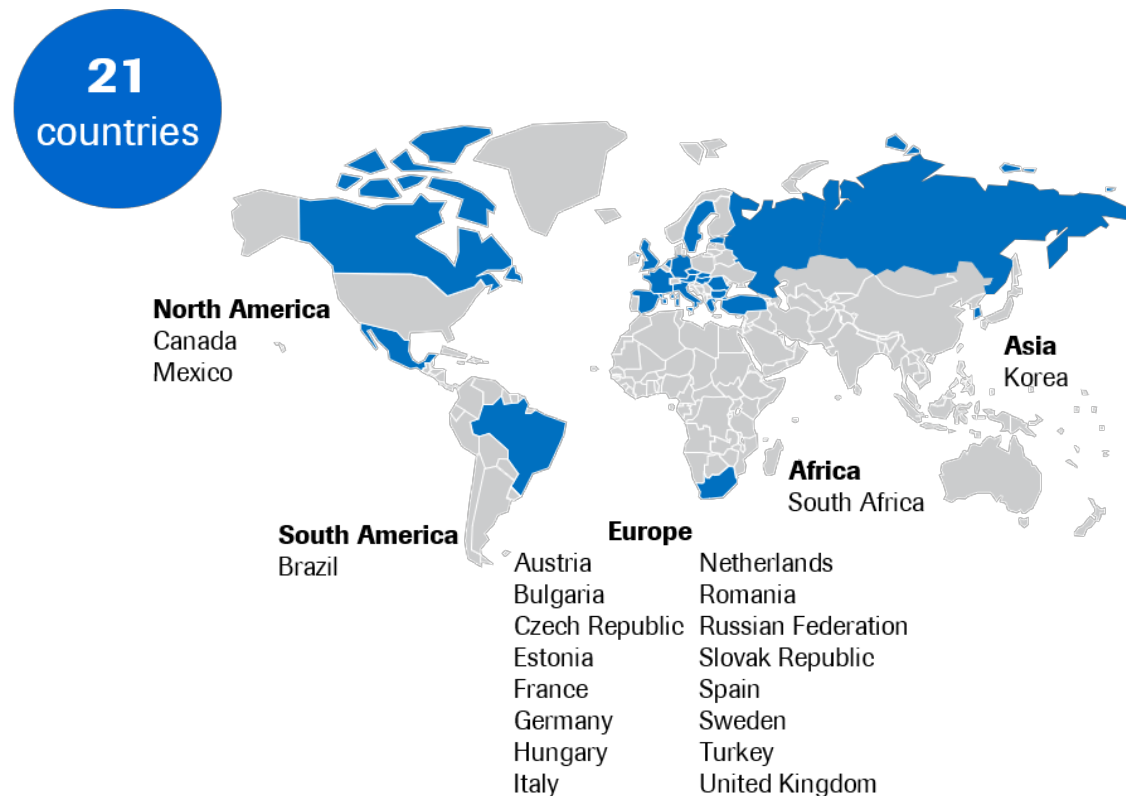 21
countries
North America
Canada
Mexico
Asia
Korea
Africa
South Africa
South America
Brazil
Europe
Austria
Bulgaria
Czech Republic
Estonia
France
Germany
Hungary
Italy
Netherlands
Romania
Russian Federation
Slovak Republic
Spain
Sweden
Turkey
United Kingdom